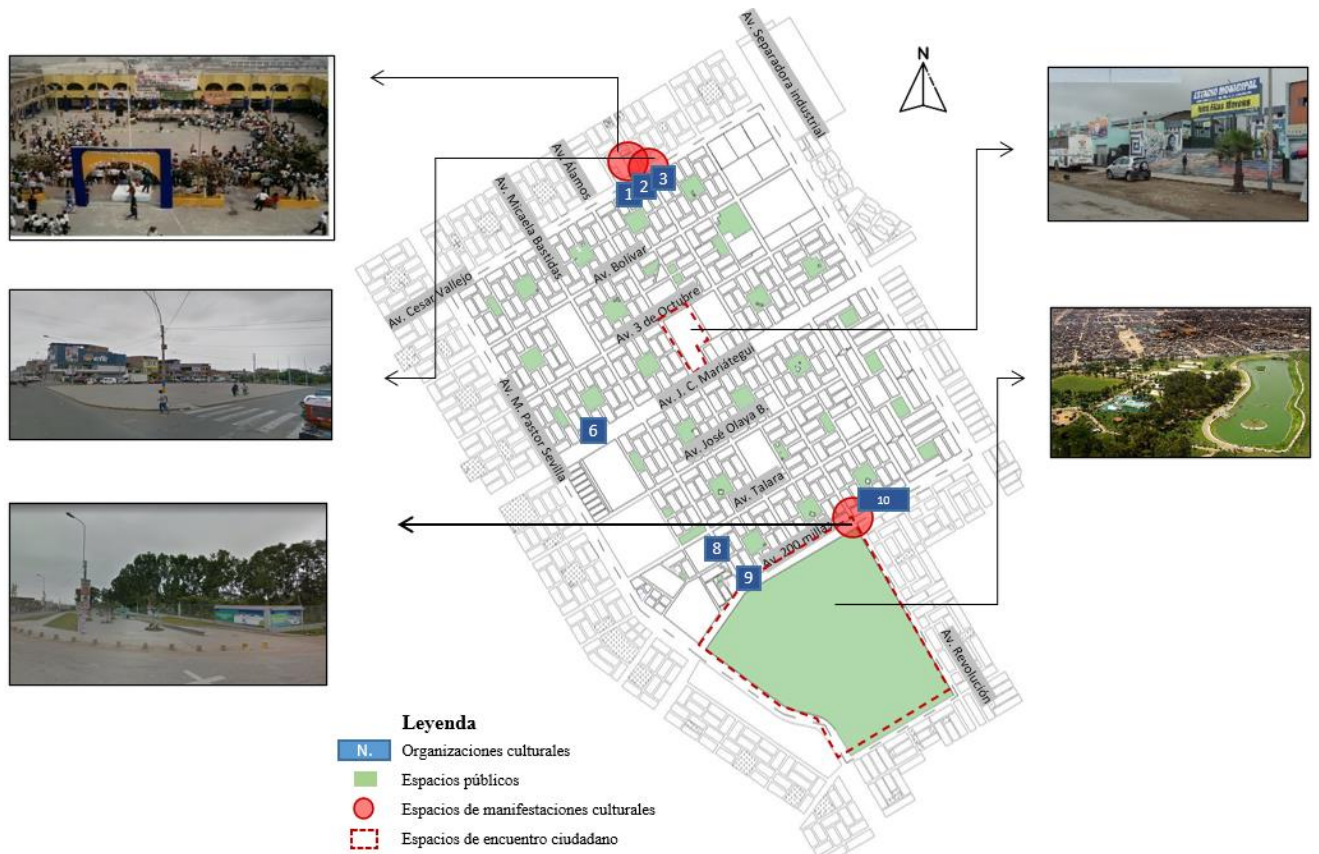 N
Av. Separadora Industrial
ESTADIO MUNICIPAL
Av. Álamos
Av. Micaela Bastidas
1
2
3
Av. Bolívar
Av. Cesar Vallejo
Av. 3 de Octubre
Av. J. C. Mariátegui
Av. M. Pastor Sevilla
6
Av. José Olaya B.
Av. Talara
10
Av. 200 millas
8
9
Av. Revolución
Leyenda
N. Organizaciones culturales
Espacios públicos
Espacios de manifestaciones culturales
Espacios de encuentro ciudadano